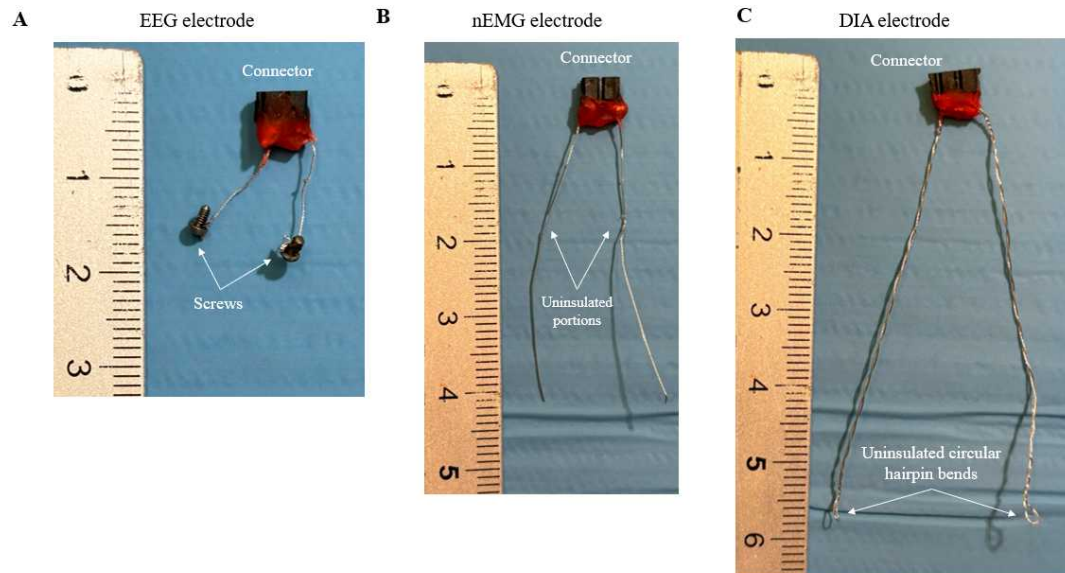 A
EEG electrode
Connector
Screws
0
1
2
3
B
nEMG electrode
Connector
Uninsulated
portions
0
1
2
3
4
5
C
DIA electrode
Connector
Uninsulated circular
hairpin bends
0
1
2
3
4
5
6